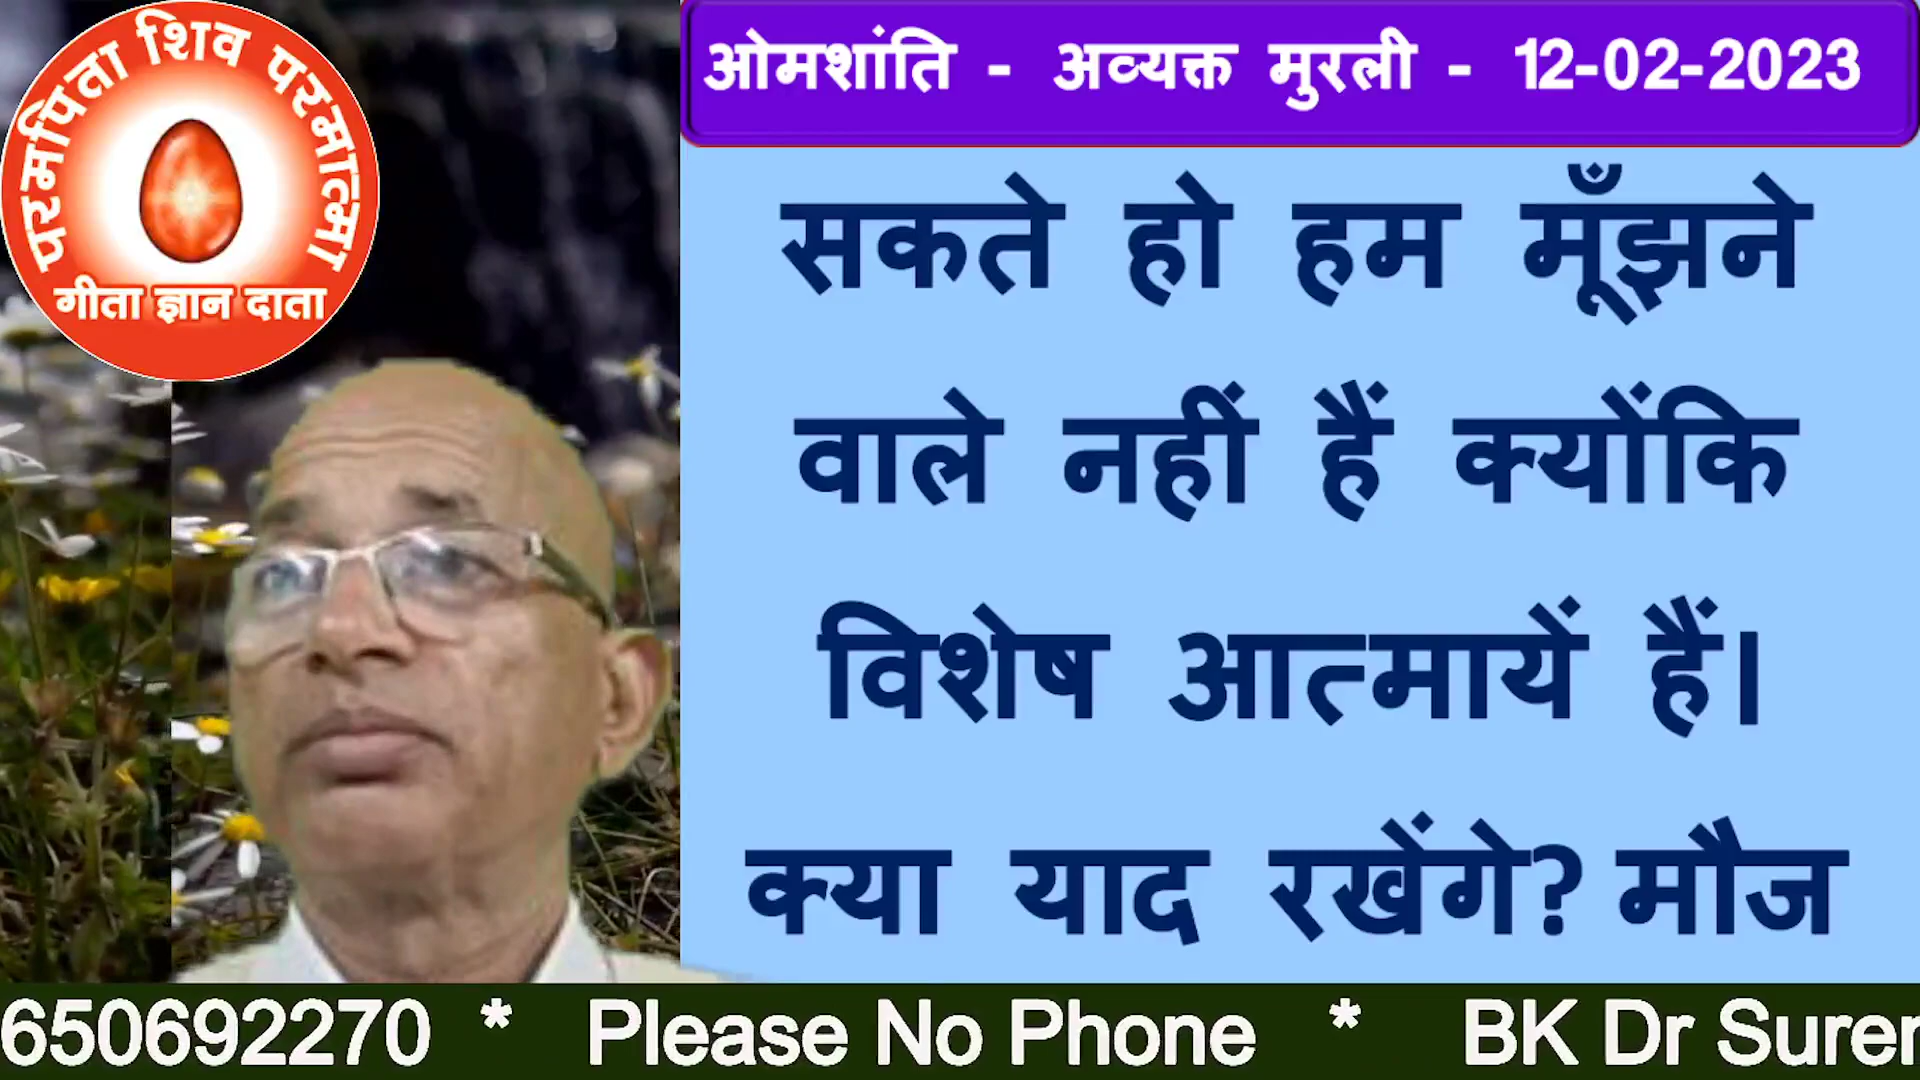 परमपिता शिव परमात्मा
गीता ज्ञान दाता
ओमशांति - अव्यक्त मुरली - 12-02-2023
सकते हो हम मूँझने
वाले नहीं हैं क्योंकि
विशेष आत्मायें हैं।
क्या याद रखेंगे? मौज
650692270 * Please No Phone * BK Dr Suren